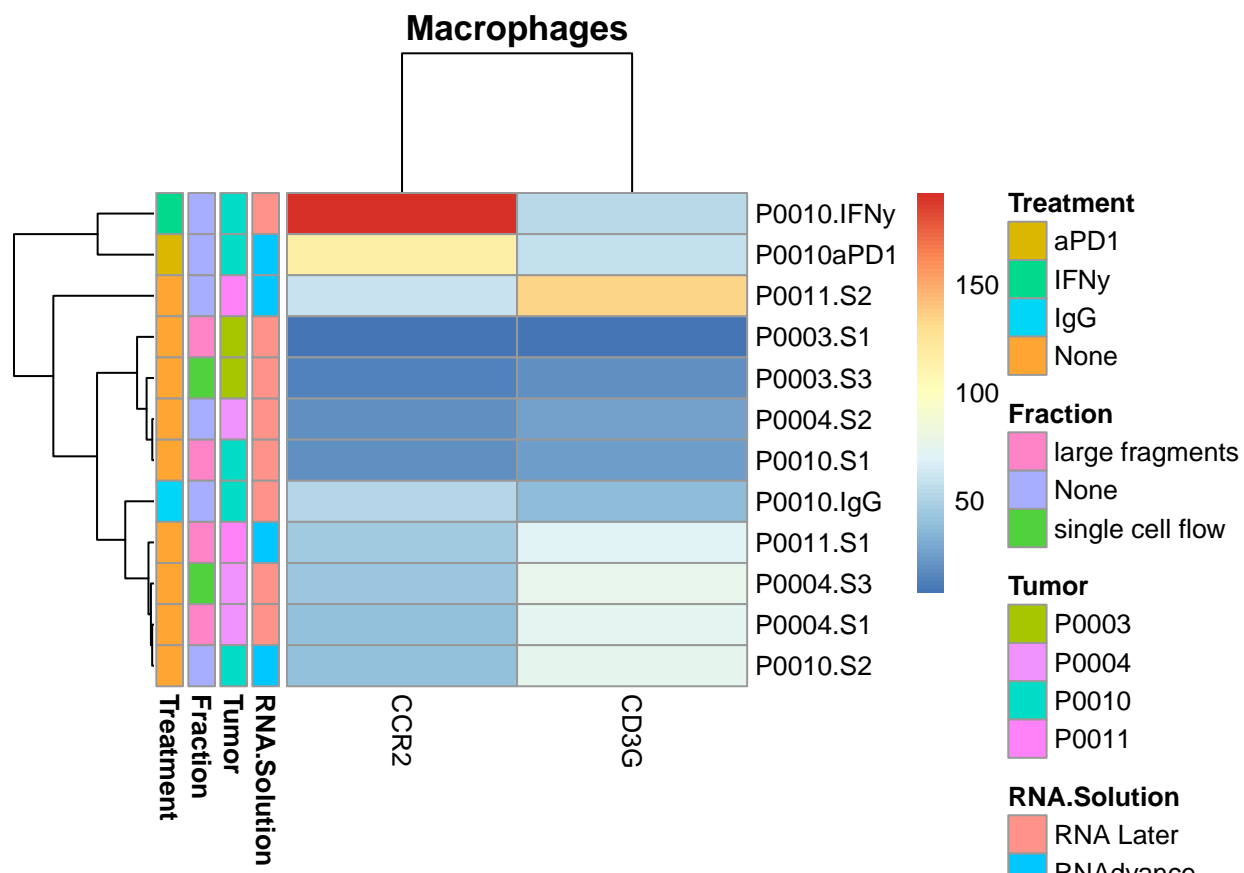 Macrophages
P0010.IFNy
P0010aPD1
P0011.S2
P0003.S1
P0003.S3
P0004.S2
P0010.S1
P0010.IgG
P0011.S1
P0004.S3
P0004.S1
P0010.S2
Treatment
Fraction
Tumor
RNA.Solution
CCR2
CD3G
150
100
50
Treatment
aPD1
IFNy
IgG
None
Fraction
large fragments
None
single cell flow
Tumor
P0003
P0004
P0010
P0011
RNA.Solution
RNA Later
RNAdvance